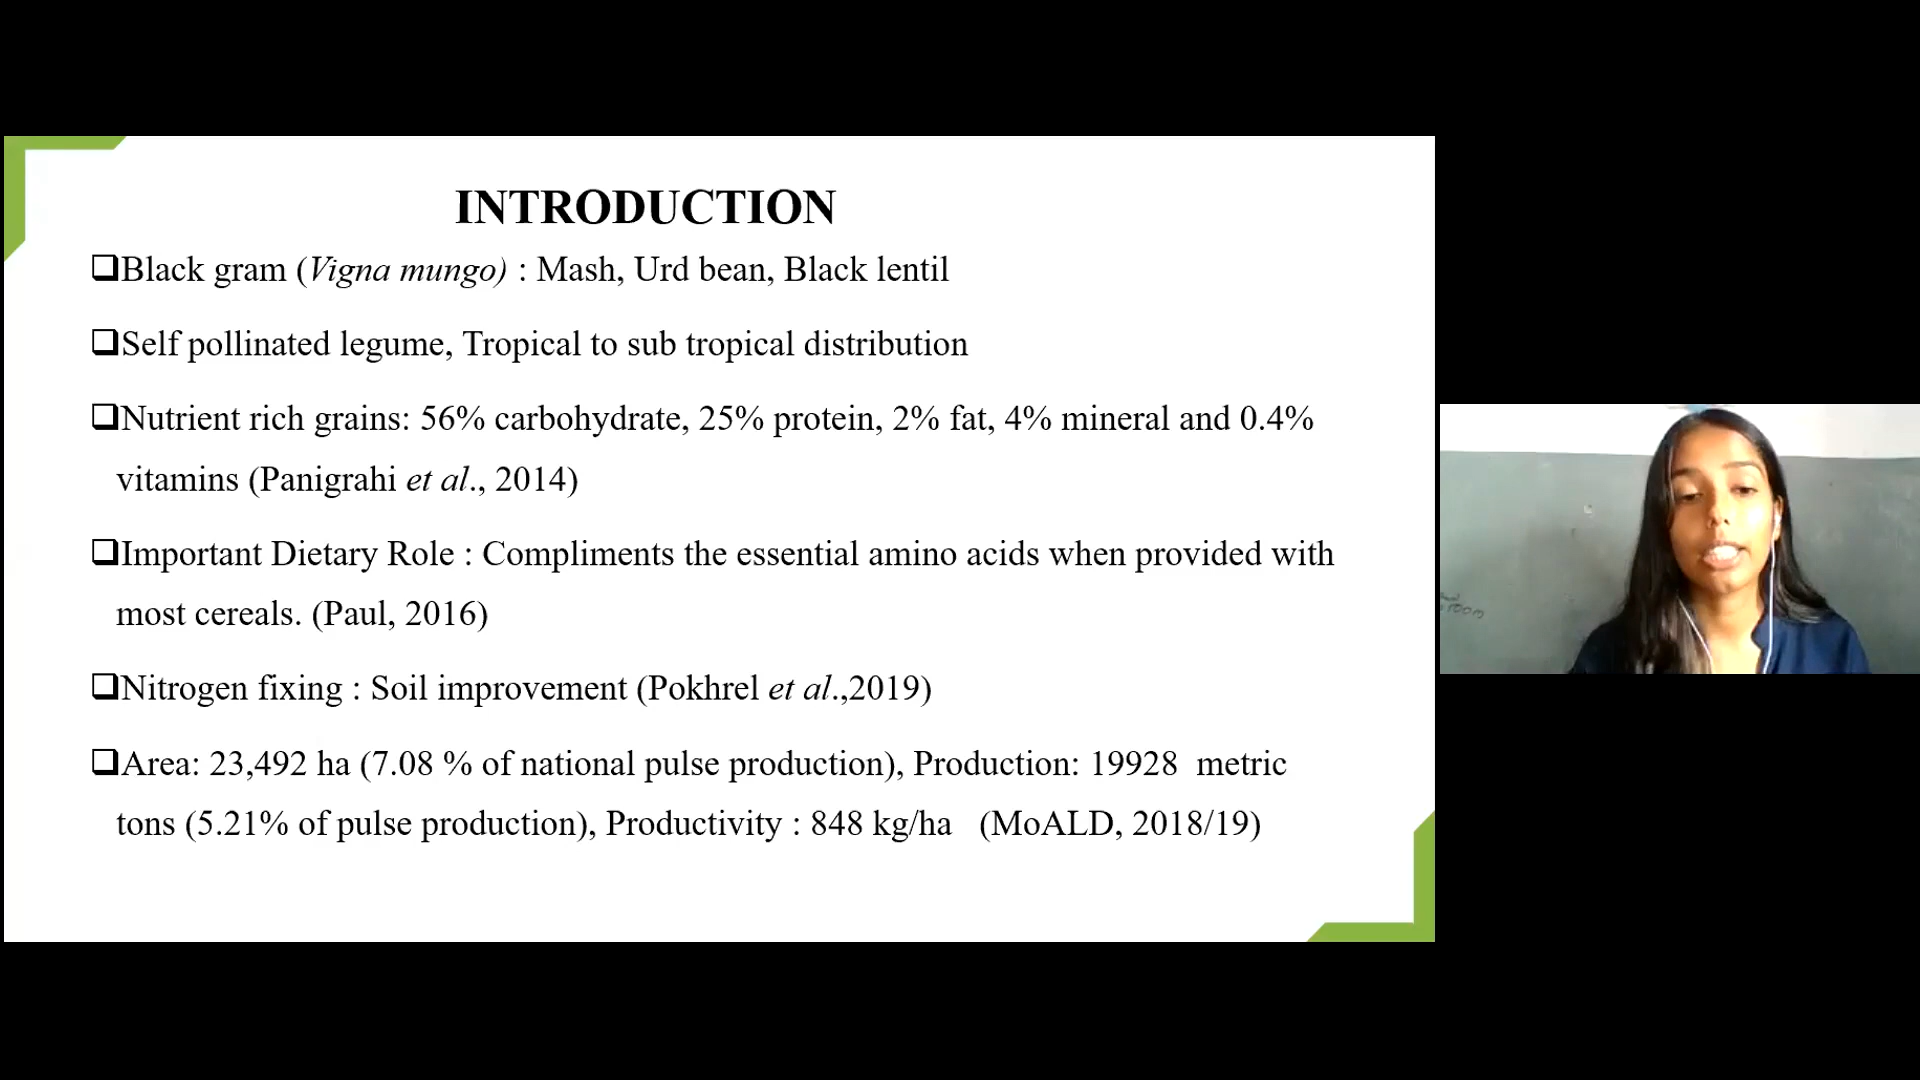 INTRODUCTION
❑Black gram (Vigna mungo) : Mash, Urd bean, Black lentil
❑Self pollinated legume, Tropical to sub tropical distribution
❑Nutrient rich grains: 56% carbohydrate, 25% protein, 2% fat, 4% mineral and 0.4%
vitamins (Panigrahi et al., 2014)
❑Important Dietary Role : Compliments the essential amino acids when provided with
most cereals. (Paul, 2016)
❑Nitrogen fixing : Soil improvement (Pokhrel et al.,2019)
❑Area: 23,492 ha (7.08 % of national pulse production), Production: 19928 metric
tons (5.21% of pulse production), Productivity : 848 kg/ha (MoALD, 2018/19)